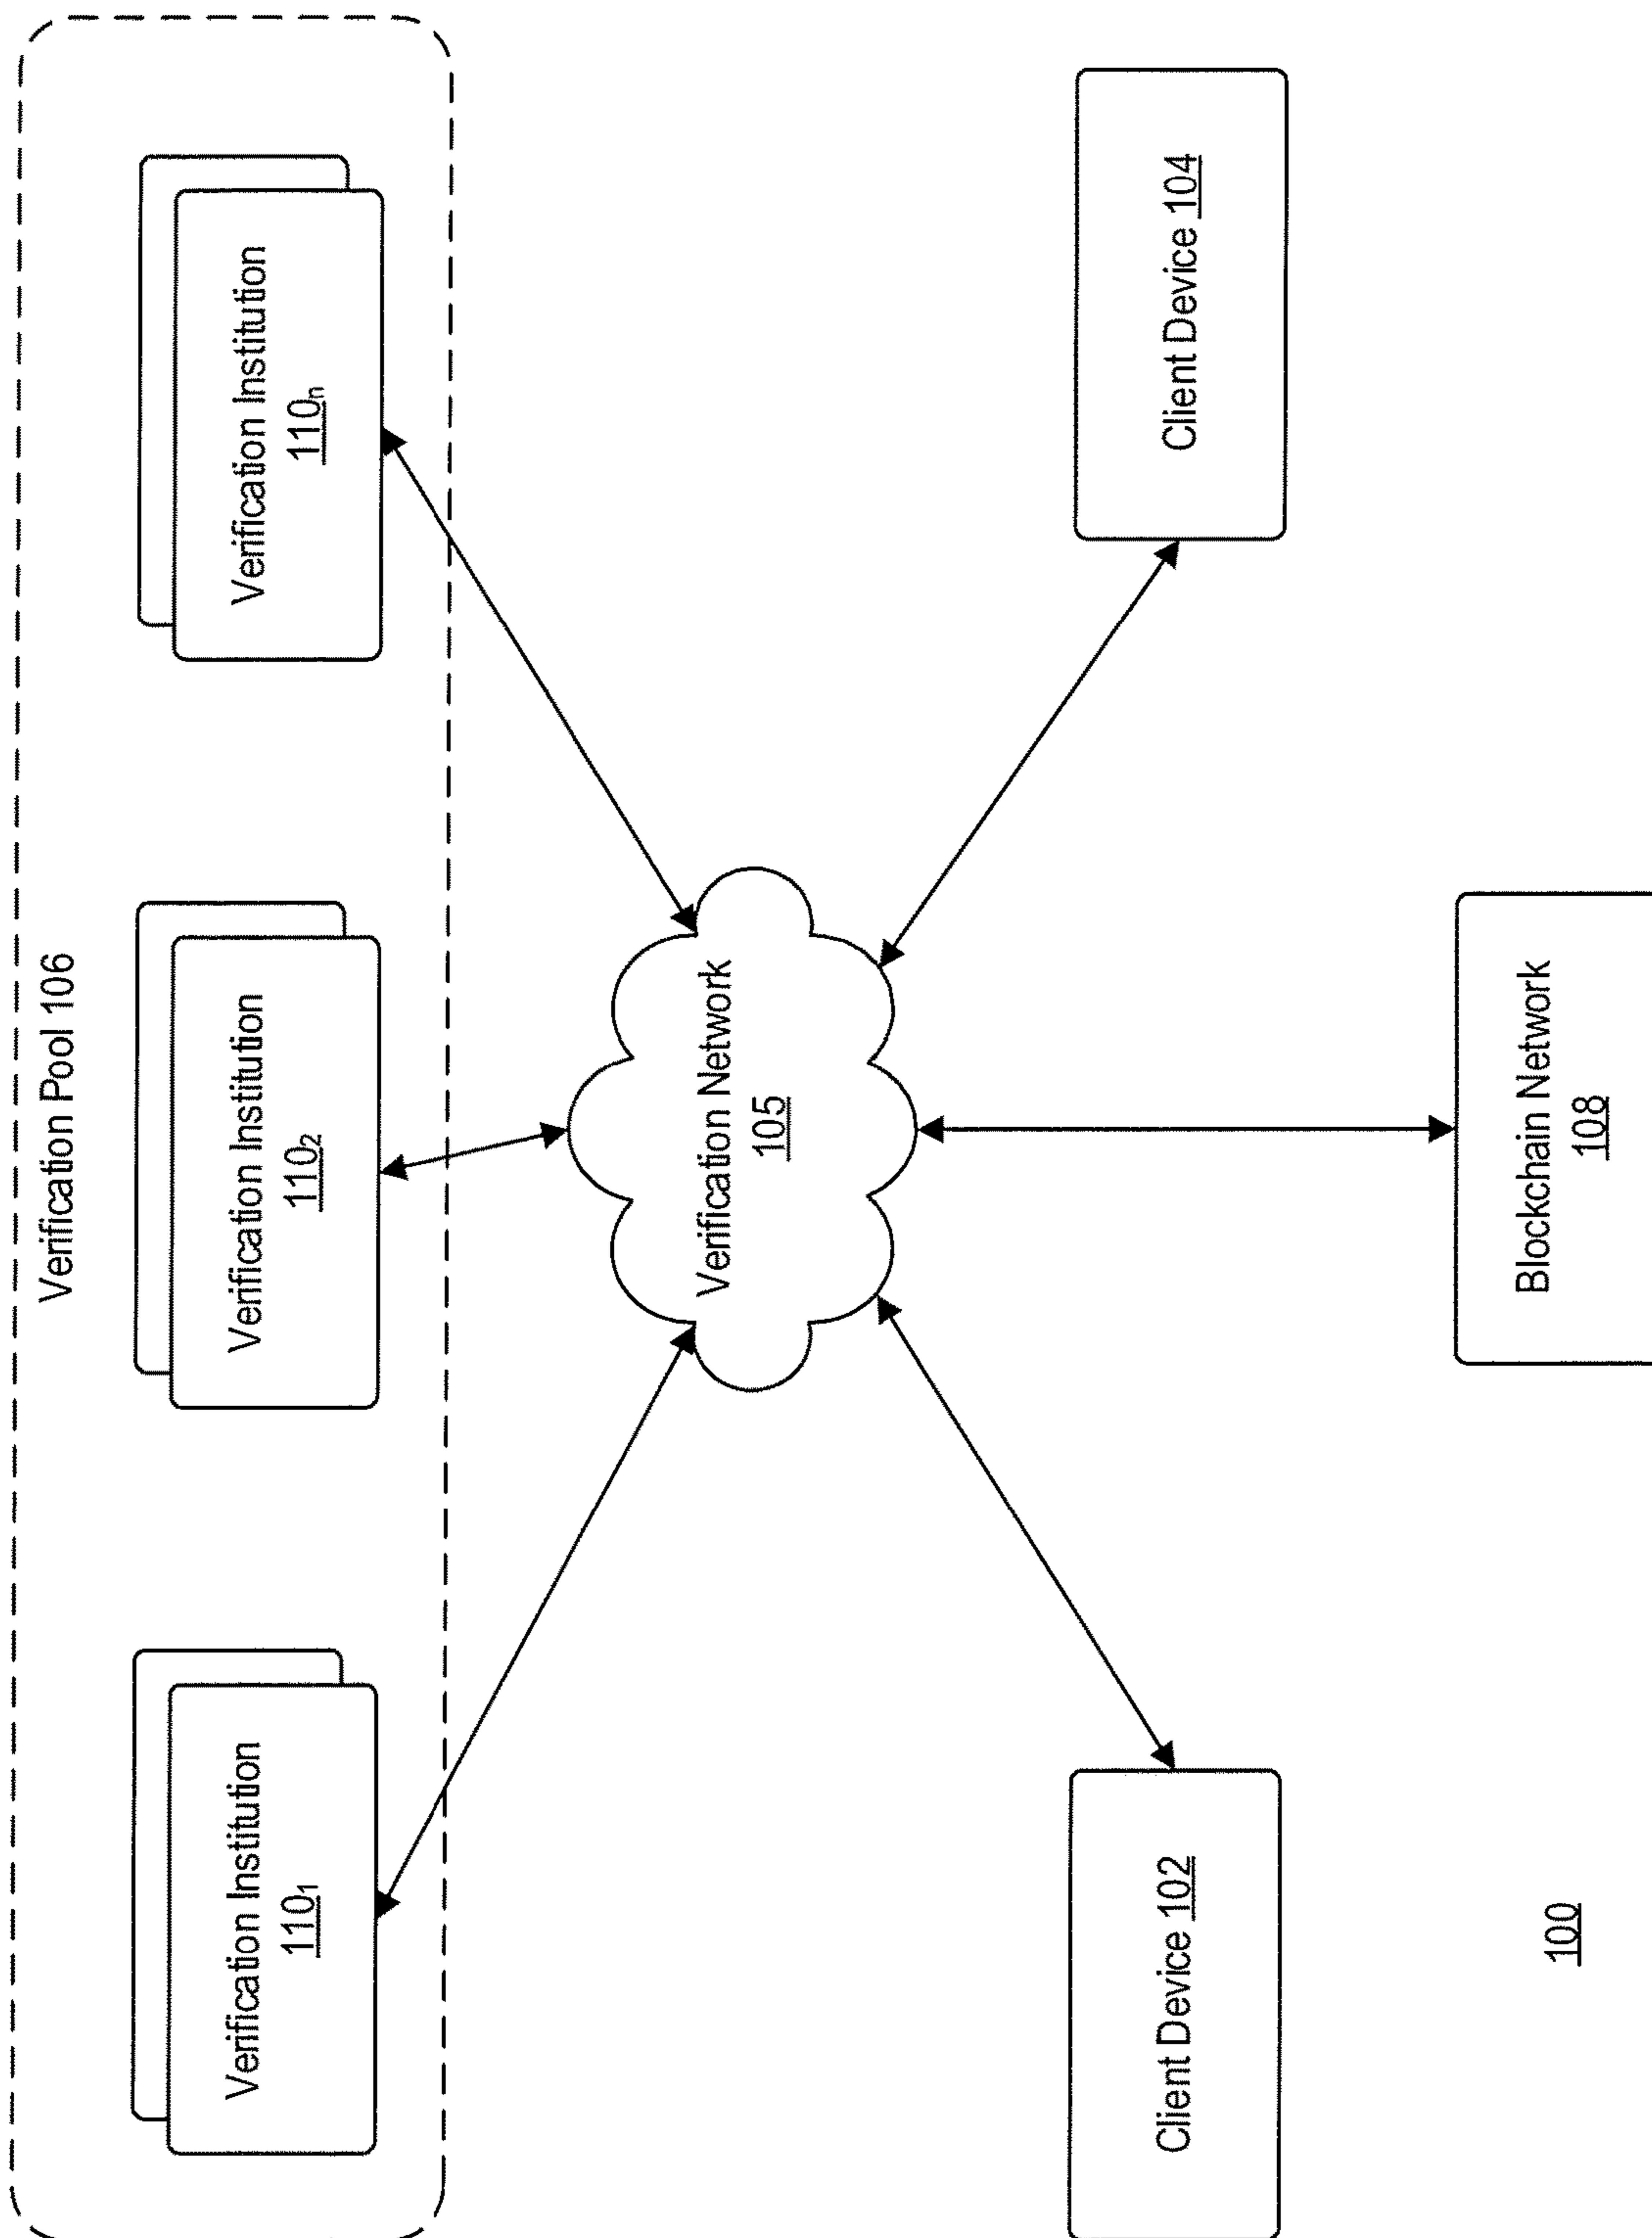 Verification Pool 106
Verification Institution
110₁
Verification Institution
110₂
Verification Institution
110ₙ
Verification Network
105
Client Device 102
Client Device 104
Blockchain Network
108
100